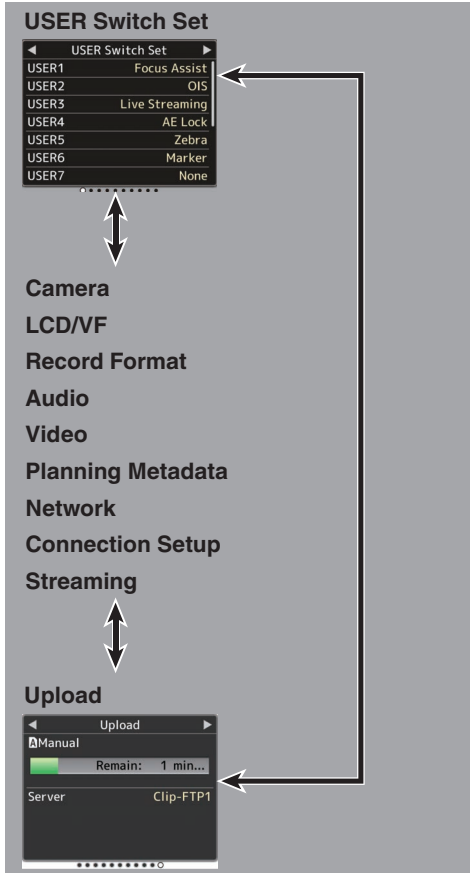 USER Switch Set
◀ USER Switch Set ▶
USER1 Focus Assist
USER2 OIS
USER3 Live Streaming
USER4 AE Lock
USER5 Zebra
USER6 Marker
USER7 None
Camera
LCD/VF
Record Format
Audio
Video
Planning Metadata
Network
Connection Setup
Streaming
Upload
◀ Upload ▶
AManual
Remain: 1 min...
Server Clip-FTP1